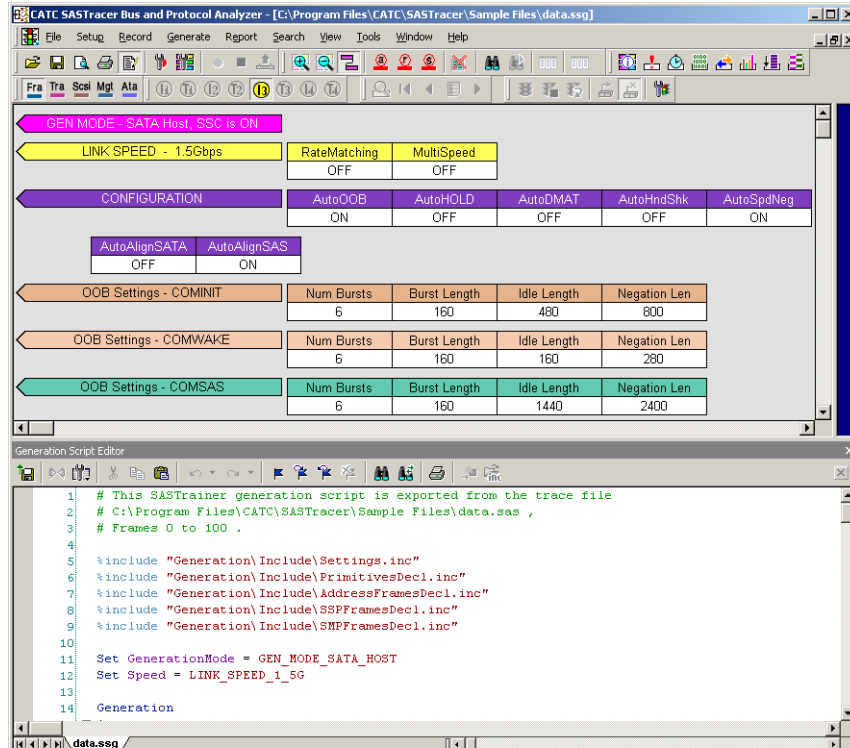 CATC SASTracer Bus and Protocol Analyzer - [C:\Program Files\CATC\SASTracer\Sample Files\data.ssg]
File Setup Record Generate Report Search View Tools Window Help
Fra Tra Scsi Mgt Ata
GEN MODE - SATA Host, SSC is ON
LINK SPEED - 1.5Gbps RateMatching MultiSpeed
OFF OFF
CONFIGURATION AutoOOB AutoHOLD AutoDMAT AutoHndShk AutoSpdNeg
ON OFF OFF OFF ON
AutoAlignSATA AutoAlignSAS
OFF ON
OOB Settings - COMINIT Num Bursts Burst Length Idle Length Negation Len
6 160 480 800
OOB Settings - COMWAKE Num Bursts Burst Length Idle Length Negation Len
6 160 160 280
OOB Settings - COMSAS Num Bursts Burst Length Idle Length Negation Len
6 160 1440 2400
Generation Script Editor
1 # This SASTrainer generation script is exported from the trace file
2 # C:\Program Files\CATC\SASTracer\Sample Files\data.sas ,
3 # Frames 0 to 100 .
4
5 %include "Generation\Include\Settings.inc"
6 %include "Generation\Include\PrimitivesDecl.inc"
7 %include "Generation\Include\AddressFramesDecl.inc"
8 %include "Generation\Include\SSPFramesDecl.inc"
9 %include "Generation\Include\SMPFramesDecl.inc"
10
11 Set GenerationMode = GEN_MODE_SATA_HOST
12 Set Speed = LINK_SPEED_1_5G
13
14 Generation
data.ssg